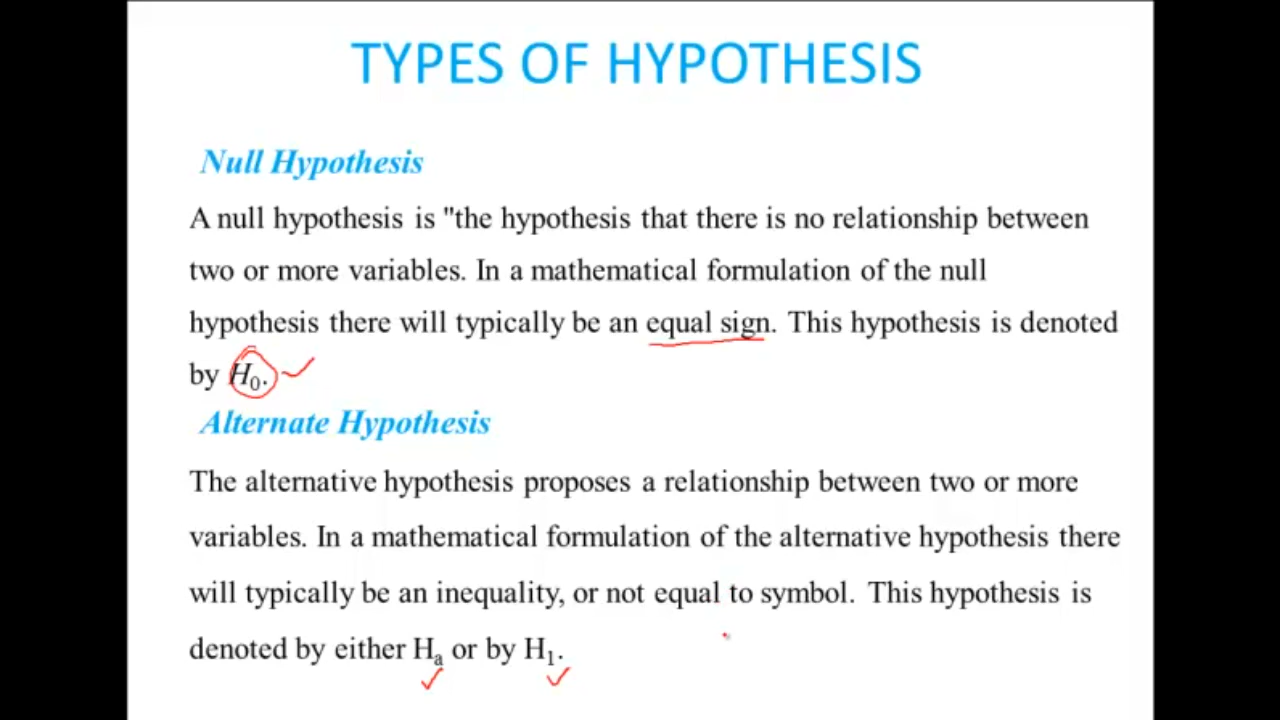 TYPES OF HYPOTHESIS
Null Hypothesis
A null hypothesis is "the hypothesis that there is no relationship between
two or more variables. In a mathematical formulation of the null
hypothesis there will typically be an equal sign. This hypothesis is denoted
by H₀.
Alternate Hypothesis
The alternative hypothesis proposes a relationship between two or more
variables. In a mathematical formulation of the alternative hypothesis there
will typically be an inequality, or not equal to symbol. This hypothesis is
denoted by either Hₐ or by H₁.